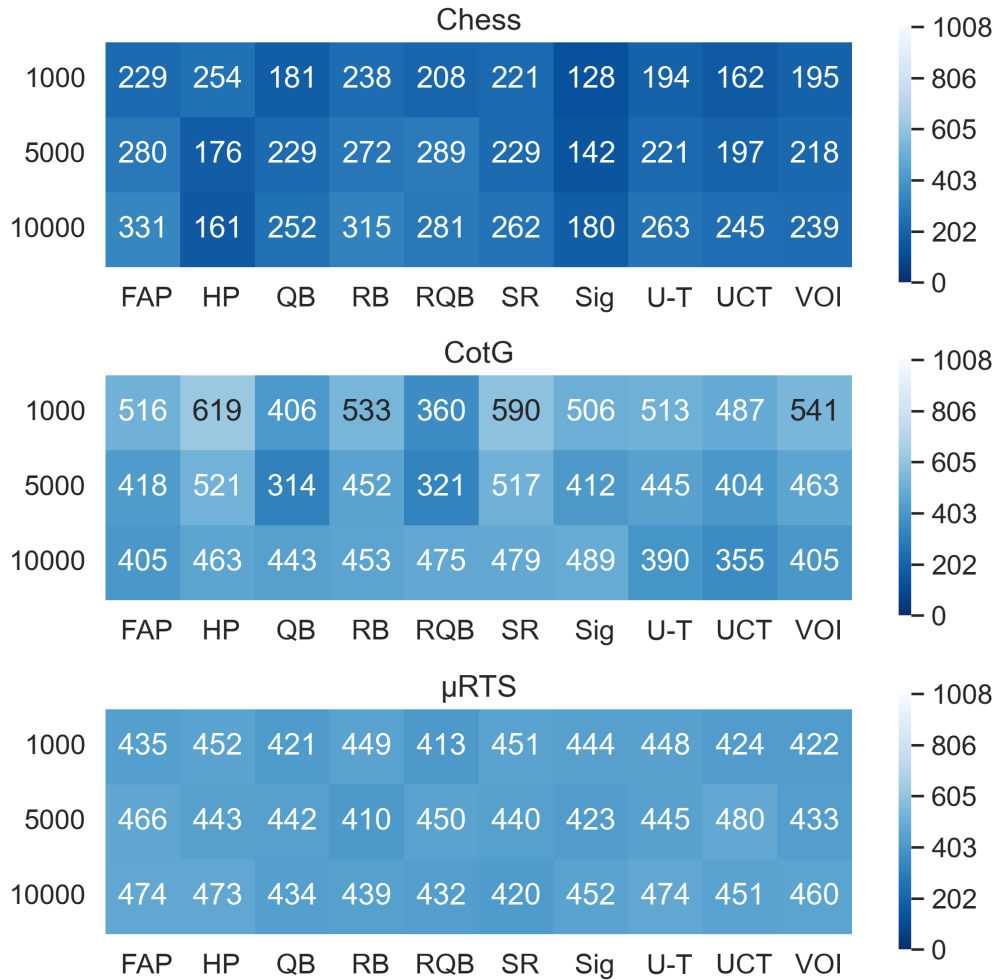 Chess
1000 229 254 181 238 208 221 128 194 162 195
5000 280 176 229 272 289 229 142 221 197 218
10000 331 161 252 315 281 262 180 263 245 239
FAP HP QB RB RQB SR Sig U-T UCT VOI
1008
806
605
403
202
0
CotG
1000 516 619 406 533 360 590 506 513 487 541
5000 418 521 314 452 321 517 412 445 404 463
10000 405 463 443 453 475 479 489 390 355 405
FAP HP QB RB RQB SR Sig U-T UCT VOI
1008
806
605
403
202
0
μRTS
1000 435 452 421 449 413 451 444 448 424 422
5000 466 443 442 410 450 440 423 445 480 433
10000 474 473 434 439 432 420 452 474 451 460
FAP HP QB RB RQB SR Sig U-T UCT VOI
1008
806
605
403
202
0